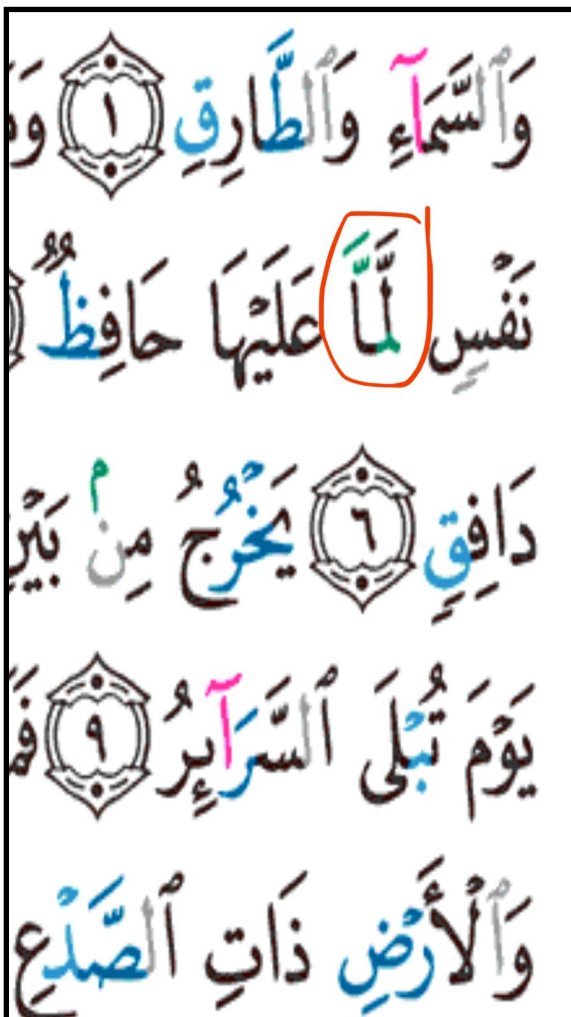 وَٱلسَّمَآءِ وَٱلطَّارِقِ ١
نَفْسٍ لَّمَّا عَلَيْهَا حَافِظٌ
دَافِقٍ ٦ يَخْرُجُ مِنۢ
يَوْمَ تُبْلَى ٱلسَّرَآئِرُ ٩
وَٱلْأَرْضِ ذَاتِ ٱلصَّدْعِ